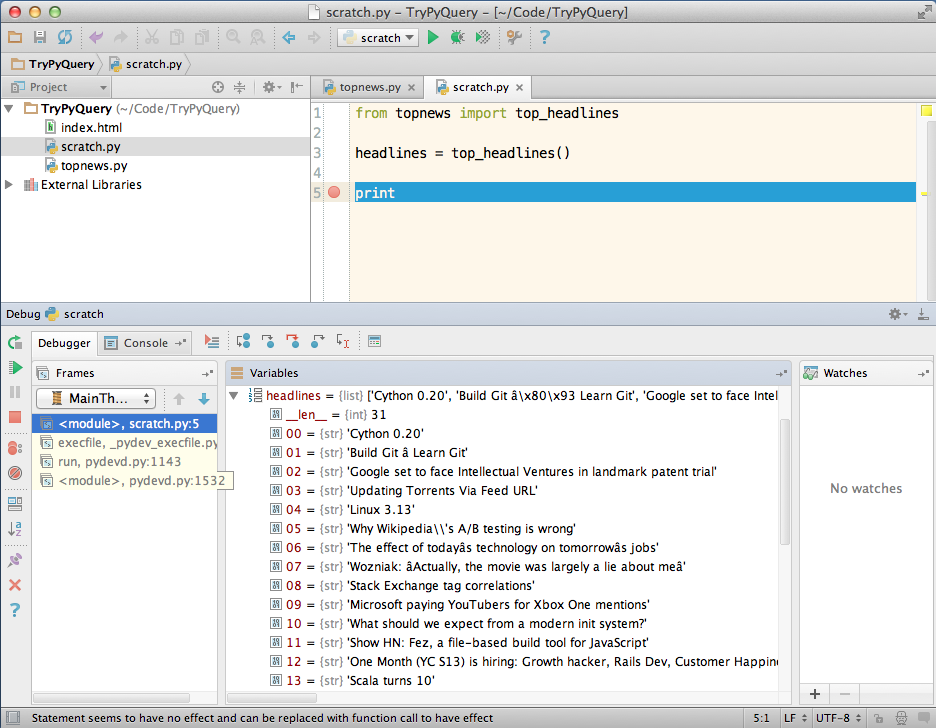 scratch.py – TryPyQuery – [~/Code/TryPyQuery]
scratch
?
TryPyQuery scratch.py
Project
topnews.py scratch.py
TryPyQuery (~/Code/TryPyQuery)
index.html
scratch.py
topnews.py
External Libraries
1 from topnews import top_headlines
2
3 headlines = top_headlines()
4
5 print
Debug scratch
Debugger Console
Frames
MainTh...
<module>, scratch.py:5
execfile, _pydev_execfile.py
run, pydevd.py:1143
<module>, pydevd.py:1532
Variables
headlines = {list} ['Cython 0.20', 'Build Git â\x80\x93 Learn Git', 'Google set to face Intel
__len__ = {int} 31
00 = {str} 'Cython 0.20'
01 = {str} 'Build Git â Learn Git'
02 = {str} 'Google set to face Intellectual Ventures in landmark patent trial'
03 = {str} 'Updating Torrents Via Feed URL'
04 = {str} 'Linux 3.13'
05 = {str} 'Why Wikipedia\\'s A/B testing is wrong'
06 = {str} 'The effect of todayâs technology on tomorrowâs jobs'
07 = {str} 'Wozniak: âActually, the movie was largely a lie about meâ'
08 = {str} 'Stack Exchange tag correlations'
09 = {str} 'Microsoft paying YouTubers for Xbox One mentions'
10 = {str} 'What should we expect from a modern init system?'
11 = {str} 'Show HN: Fez, a file-based build tool for JavaScript'
12 = {str} 'One Month (YC S13) is hiring: Growth hacker, Rails Dev, Customer Happin
13 = {str} 'Scala turns 10'
Watches
No watches
?
Statement seems to have no effect and can be replaced with function call to have effect
5:1 LF UTF-8